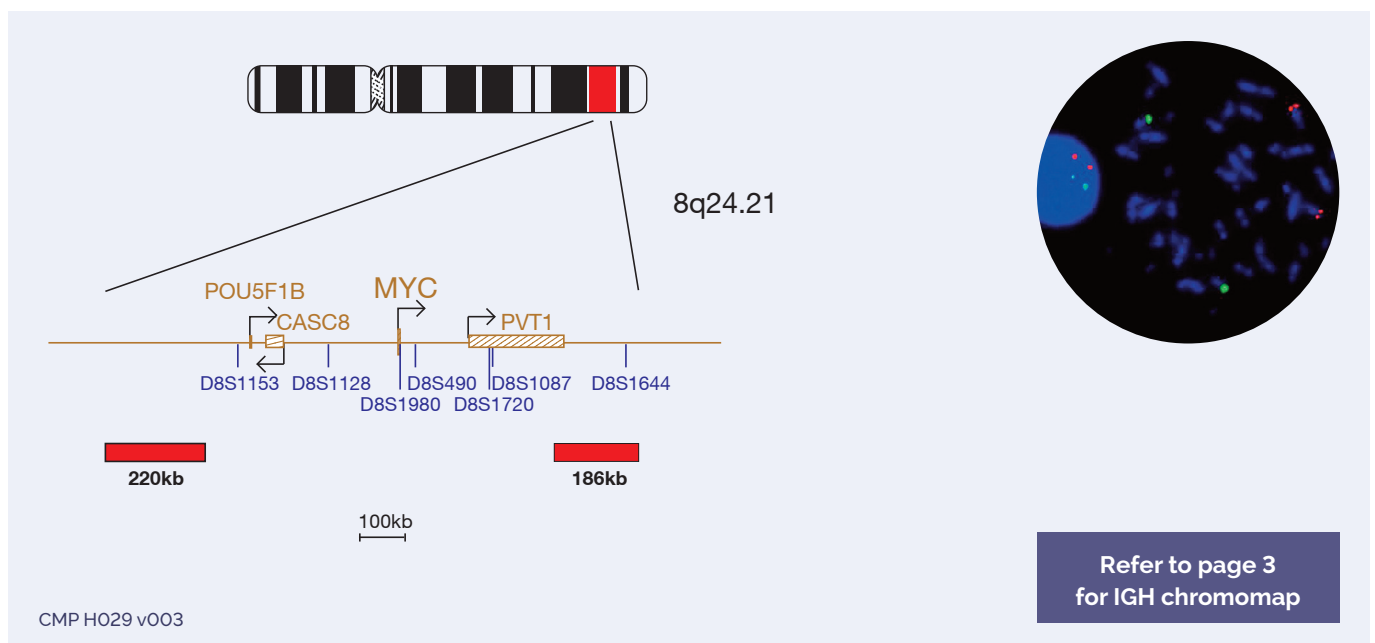 8q24.21
POU5F1B
MYC
CASC8
PVT1
D8S1153
D8S1128
D8S490
D8S1087
D8S1644
D8S1980
D8S1720
220kb
186kb
100kb
Refer to page 3
for IGH chromomap
CMP H029 v003